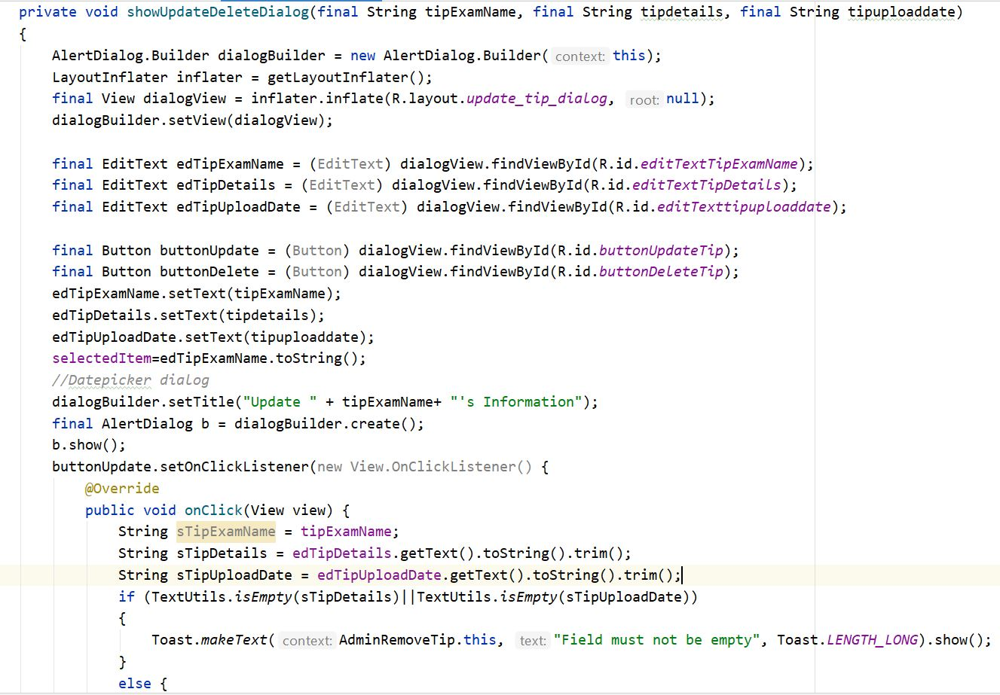 private void showUpdateDeleteDialog(final String tipExamName, final String tipdetails, final String tipuploaddate)
{
    AlertDialog.Builder dialogBuilder = new AlertDialog.Builder( context: this);
    LayoutInflater inflater = getLayoutInflater();
    final View dialogView = inflater.inflate(R.layout.update_tip_dialog, root: null);
    dialogBuilder.setView(dialogView);

    final EditText edTipExamName = (EditText) dialogView.findViewById(R.id.editTextTipExamName);
    final EditText edTipDetails = (EditText) dialogView.findViewById(R.id.editTextTipDetails);
    final EditText edTipUploadDate = (EditText) dialogView.findViewById(R.id.editTexttipuploaddate);

    final Button buttonUpdate = (Button) dialogView.findViewById(R.id.buttonUpdateTip);
    final Button buttonDelete = (Button) dialogView.findViewById(R.id.buttonDeleteTip);
    edTipExamName.setText(tipExamName);
    edTipDetails.setText(tipdetails);
    edTipUploadDate.setText(tipuploaddate);
    selectedItem=edTipExamName.toString();
    //Datepicker dialog
    dialogBuilder.setTitle("Update " + tipExamName+ "'s Information");
    final AlertDialog b = dialogBuilder.create();
    b.show();
    buttonUpdate.setOnClickListener(new View.OnClickListener() {
        @Override
        public void onClick(View view) {
            String sTipExamName = tipExamName;
            String sTipDetails = edTipDetails.getText().toString().trim();
            String sTipUploadDate = edTipUploadDate.getText().toString().trim();
            if (TextUtils.isEmpty(sTipDetails)||TextUtils.isEmpty(sTipUploadDate))
            {
                Toast.makeText( context: AdminRemoveTip.this, text: "Field must not be empty", Toast.LENGTH_LONG).show();
            }
            else {